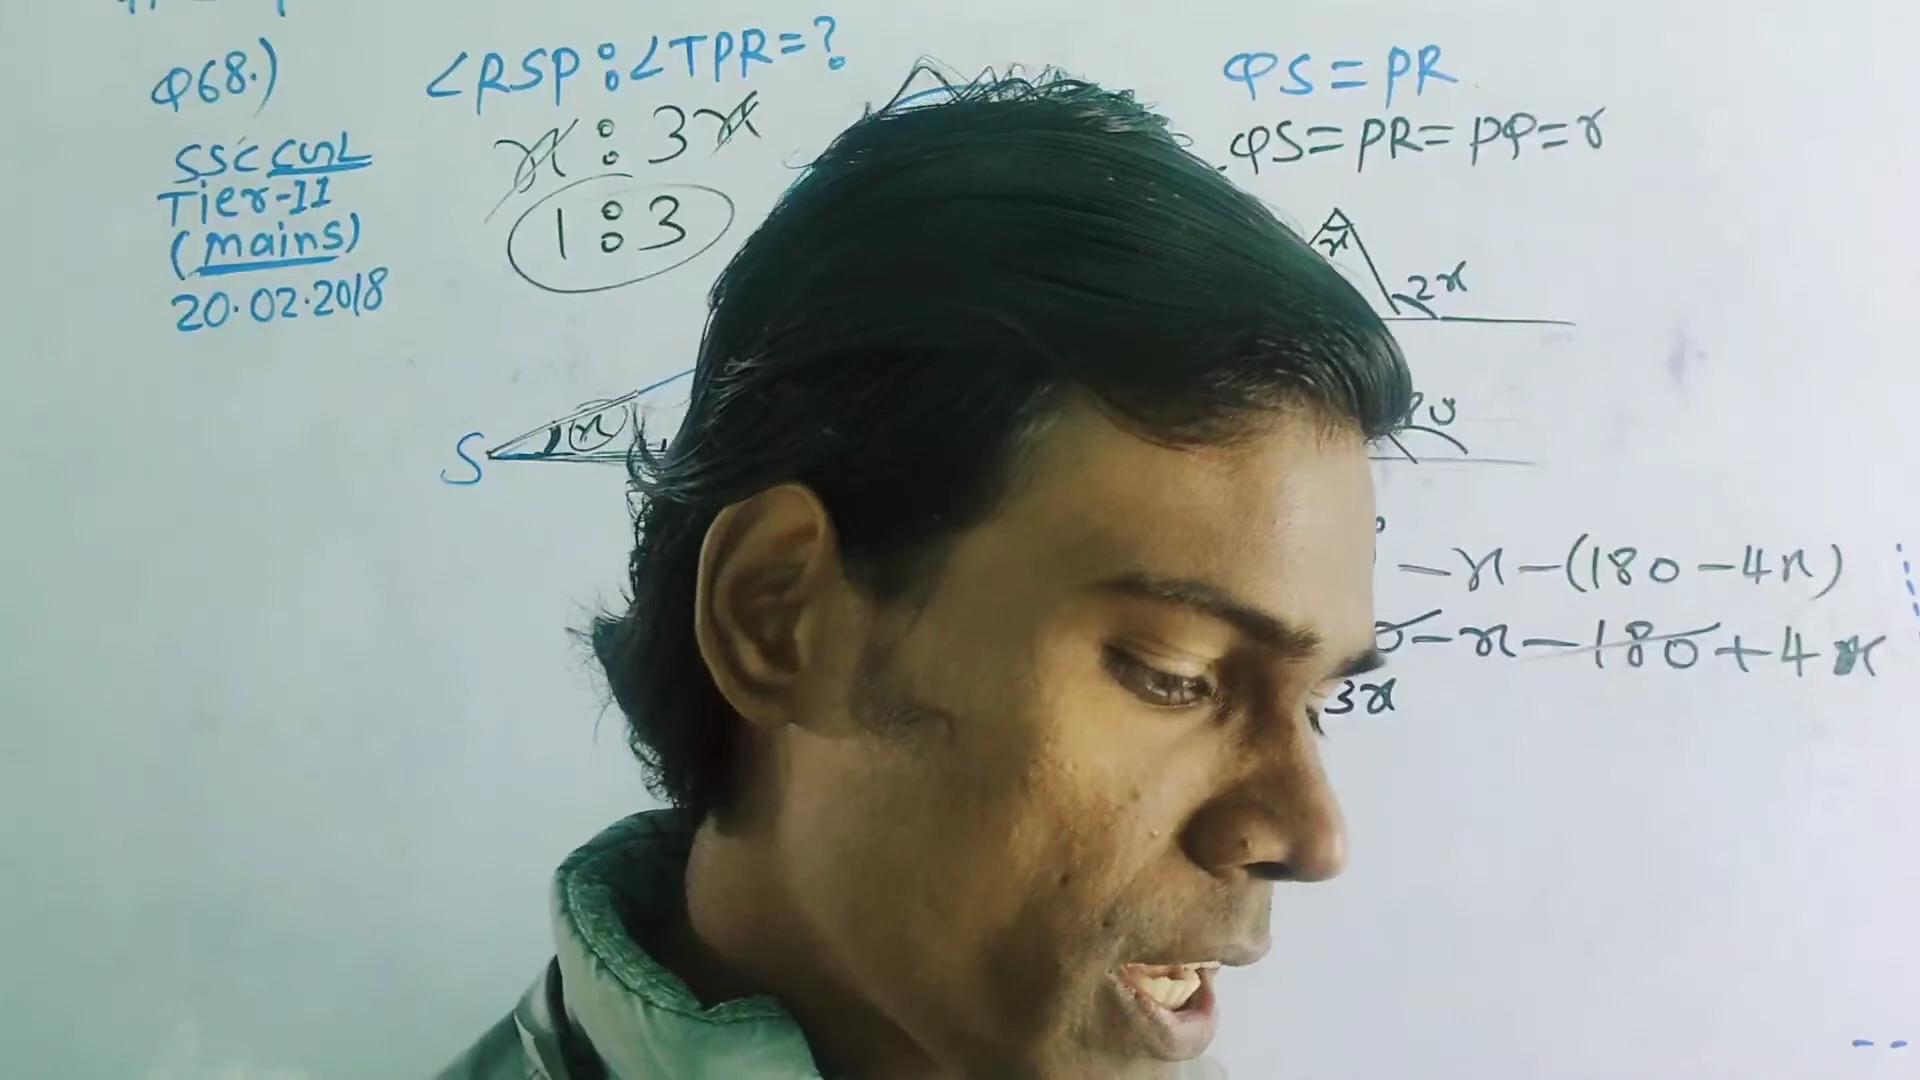 Q68.)
SSC CGL
Tier-II
(mains)
20.02.2018
∠RSP : ∠TPR = ?
x : 3x
1 : 3
S
x
QS = PR
QS = PR = PQ = r
x
2x
- x - (180 - 4x)
- x - 180 + 4x
3x